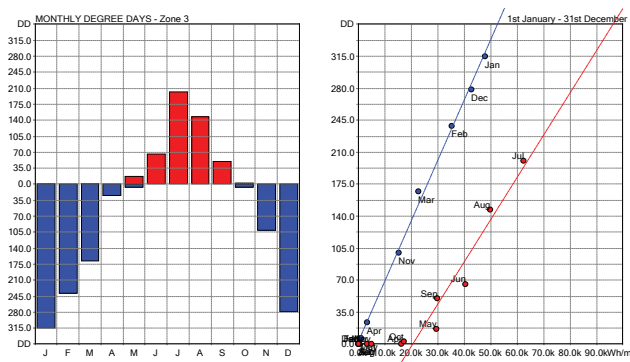 MONTHLY DEGREE DAYS - Zone 3
DD
315.0
280.0
245.0
210.0
175.0
140.0
105.0
70.0
35.0
0.0
35.0
70.0
105.0
140.0
175.0
210.0
245.0
280.0
315.0
DD
J F M A M J J A S O N D
1st January - 31st December
DD
315.0
280.0
245.0
210.0
175.0
140.0
105.0
70.0
35.0
Jan
Dec
Feb
Jul
Mar
Aug
Nov
Jun
Sep
May
Apr
Oct
10.0k 20.0k 30.0k 40.0k 50.0k 60.0k 70.0k 80.0k 90.0kWh/m